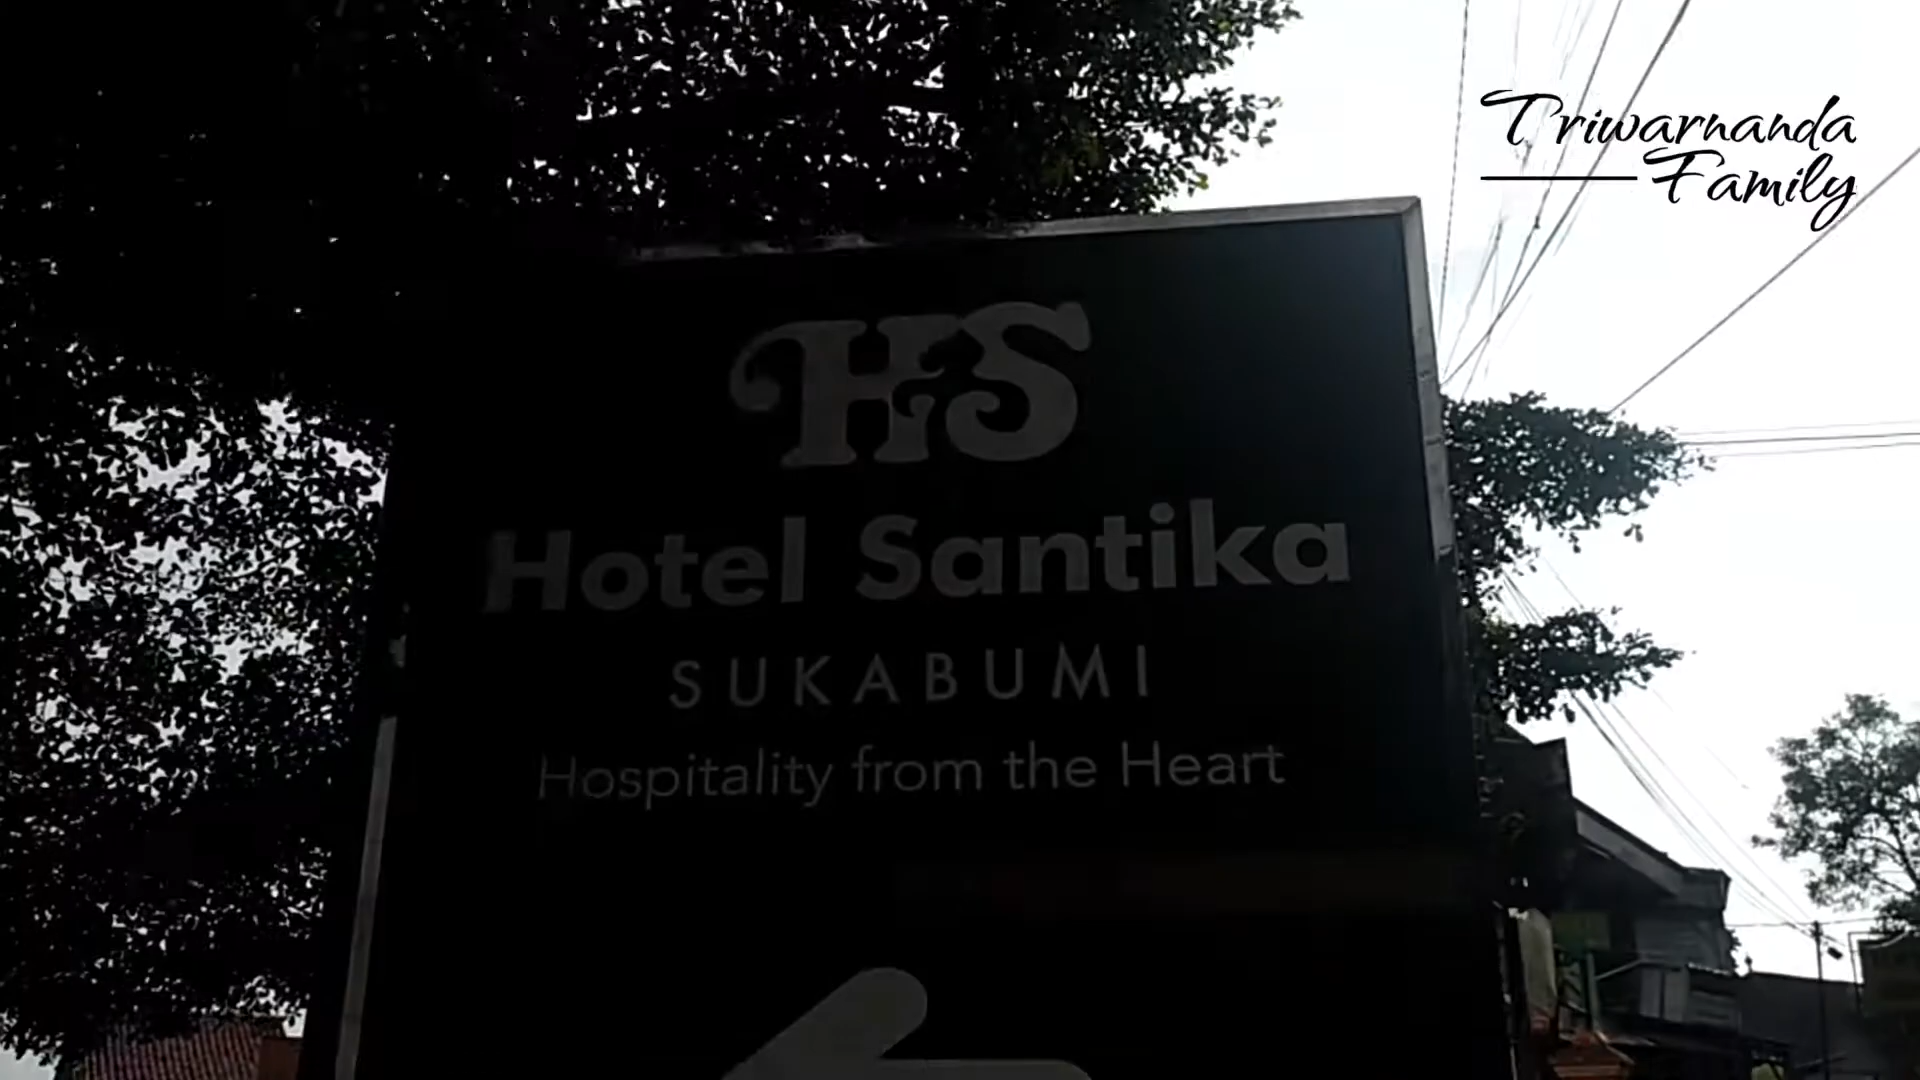 Triwarnanda
Family
HS
Hotel Santika
SUKABUMI
Hospitality from the Heart